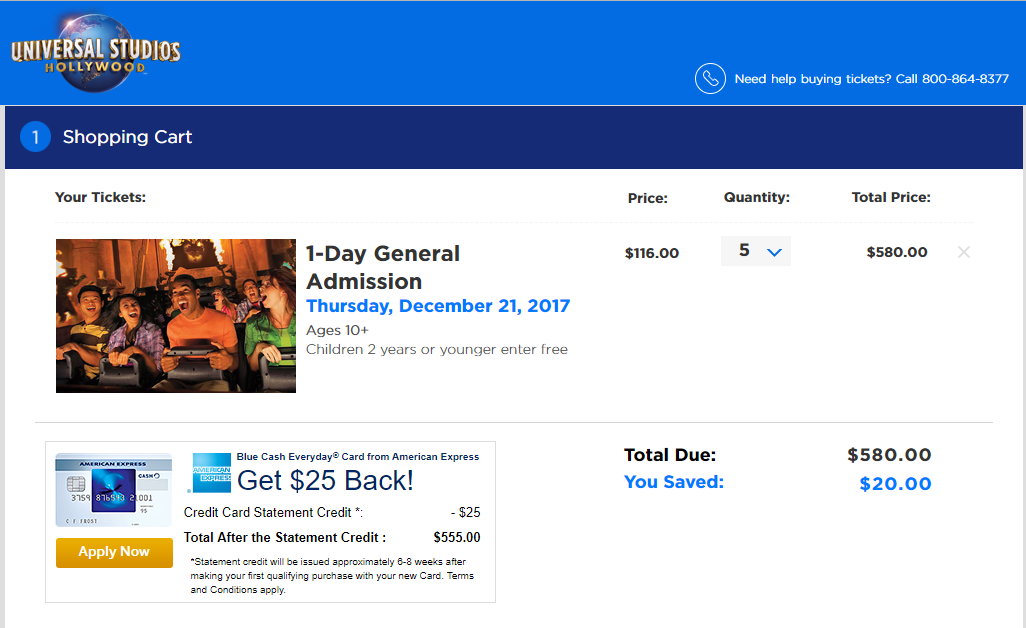 UNIVERSAL STUDIOS
HOLLYWOOD
Need help buying tickets? Call 800-864-8377
1 Shopping Cart
Your Tickets: Price: Quantity: Total Price:
1-Day General
Admission
$116.00 5 $580.00
Thursday, December 21, 2017
Ages 10+
Children 2 years or younger enter free
AMERICAN EXPRESS
CASH
3759 876543 21001
95
C F FROST
Apply Now
AMERICAN
EXPRESS
Blue Cash Everyday® Card from American Express
Get $25 Back!
Credit Card Statement Credit *: - $25
Total After the Statement Credit : $555.00
*Statement credit will be issued approximately 6-8 weeks after
making your first qualifying purchase with your new Card. Terms
and Conditions apply.
Total Due: $580.00
You Saved: $20.00